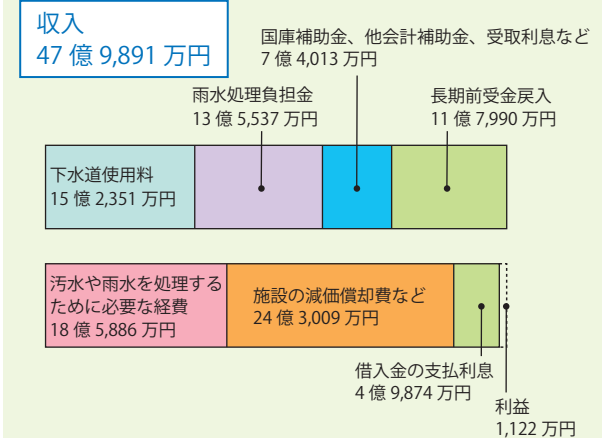 収入
47 億 9,891 万円
国庫補助金、他会計補助金、受取利息など
7 億 4,013 万円
雨水処理負担金
13 億 5,537 万円
長期前受金戻入
11 億 7,990 万円
下水道使用料
15 憶 2,351 万円
汚水や雨水を処理する
ために必要な経費
18 億 5,886 万円
施設の減価償却費など
24 億 3,009 万円
借入金の支払利息
4 億 9,874 万円
利益
1,122 万円